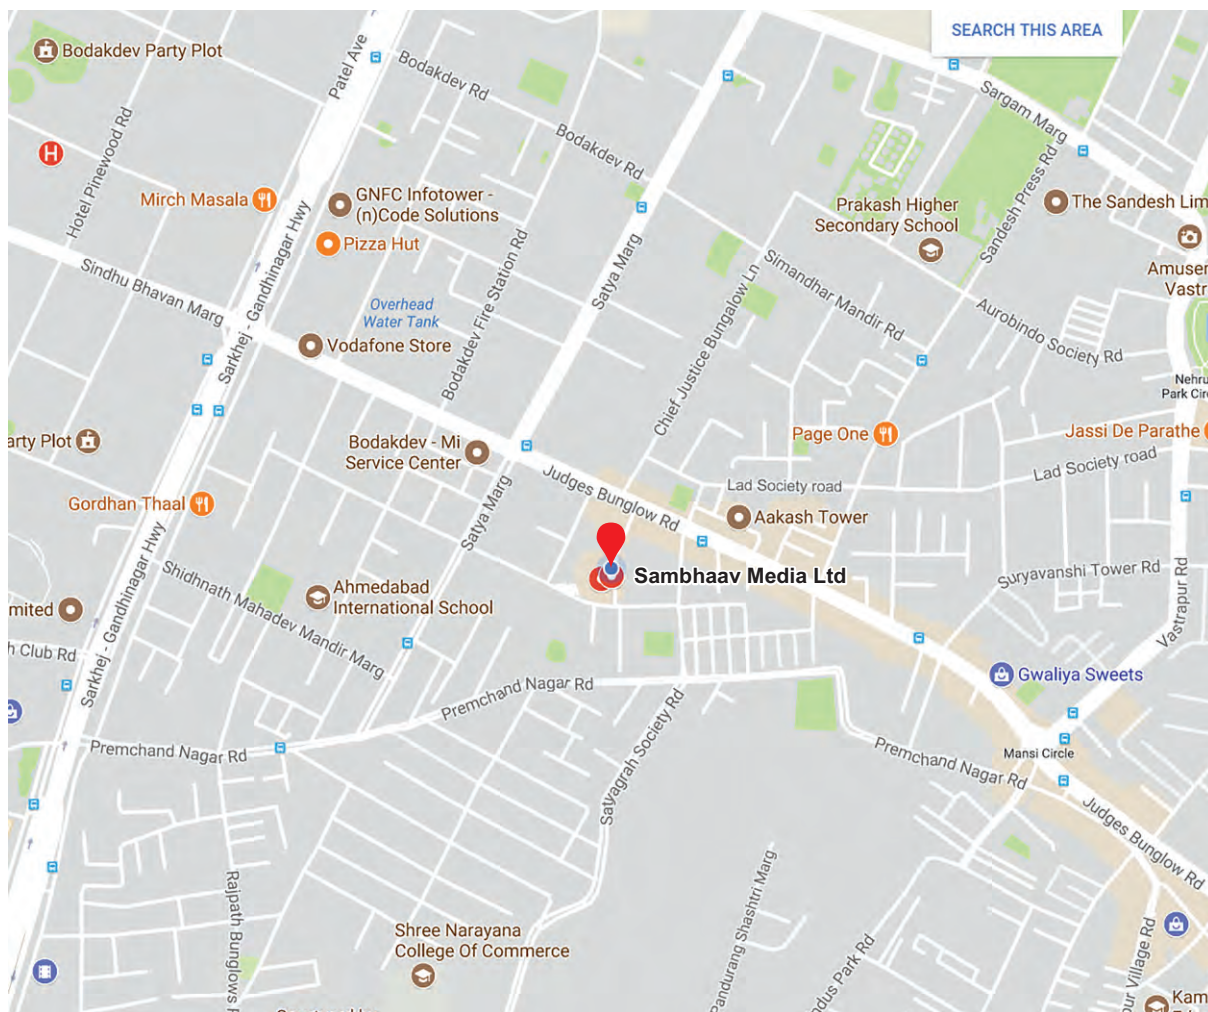 SEARCH THIS AREA
Bodakdev Party Plot
Patel Ave
Bodakdev Rd
Sargam Marg
Hotel Pinewood Rd
Bodakdev Rd
H
Mirch Masala
GNFC Infotower -
(n)Code Solutions
Pizza Hut
Prakash Higher
Secondary School
Sandesh Press Rd
The Sandesh Lim
Amuser
Vastr
Sindhu Bhavan Marg
Sarkhej - Gandhinagar Hwy
Overhead
Water Tank
Bodakdev Fire Station Rd
Satya Marg
Simandhar Mandir Rd
Chief Justice Bungalow Ln
Aurobindo Society Rd
Vodafone Store
Nehru
Park Circ
arty Plot
Bodakdev - Mi
Service Center
Page One
Jassi De Parathe
Lad Society road
Lad Society road
Judges Bunglow Rd
Gordhan Thaal
Satya Marg
Aakash Tower
Sambhaav Media Ltd
Suryavanshi Tower Rd
Vastrapur Rd
Shidhnath Mahadev Mandir Marg
Ahmedabad
International School
imited
Sarkhej - Gandhinagar Hwy
h Club Rd
Gwaliya Sweets
Premchand Nagar Rd
Premchand Nagar Rd
Satyagrah Society Rd
Premchand Nagar Rd
Mansi Circle
Judges Bunglow Rd
Rajpath Bunglows R
Pandurang Shashtri Marg
Shree Narayana
College Of Commerce
ndus Park Rd
our Village Rd
Kam